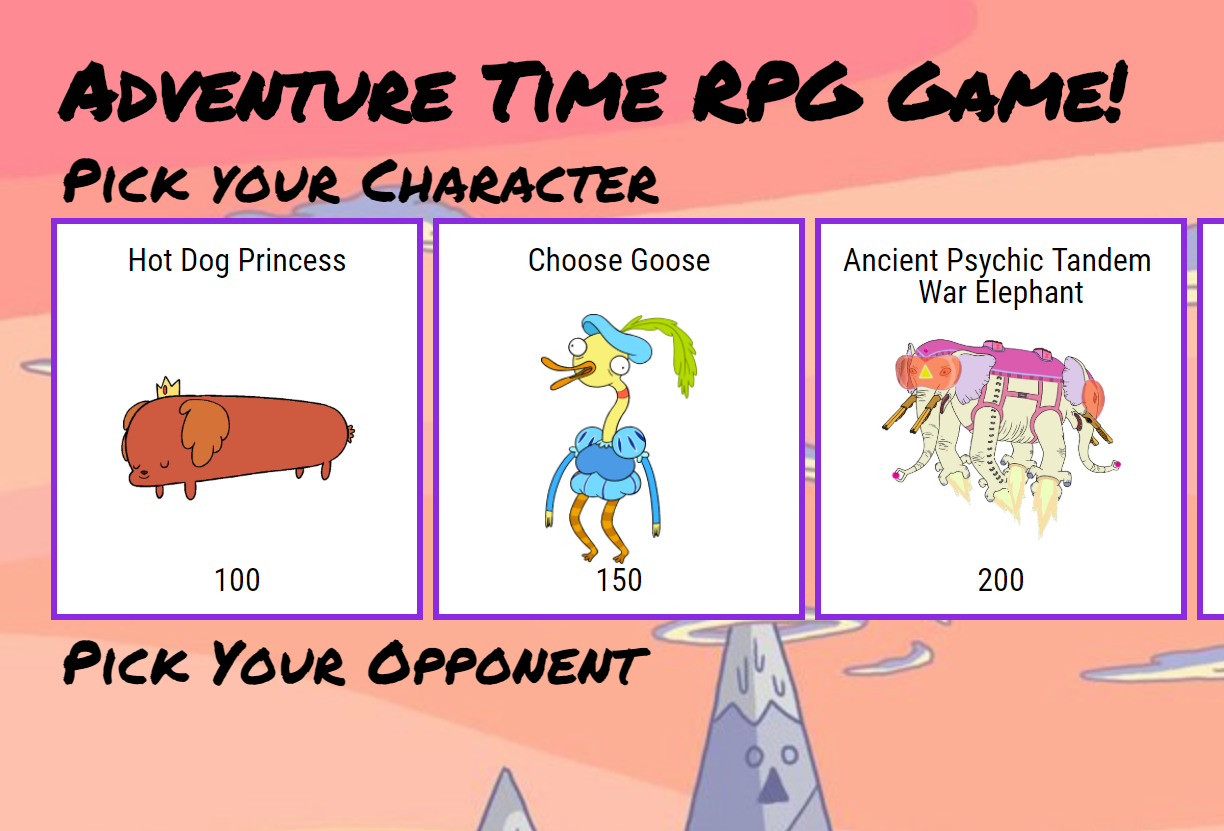 Adventure Time RPG Game!
Pick your Character
Hot Dog Princess
100
Choose Goose
150
Ancient Psychic Tandem
War Elephant
200
Pick Your Opponent